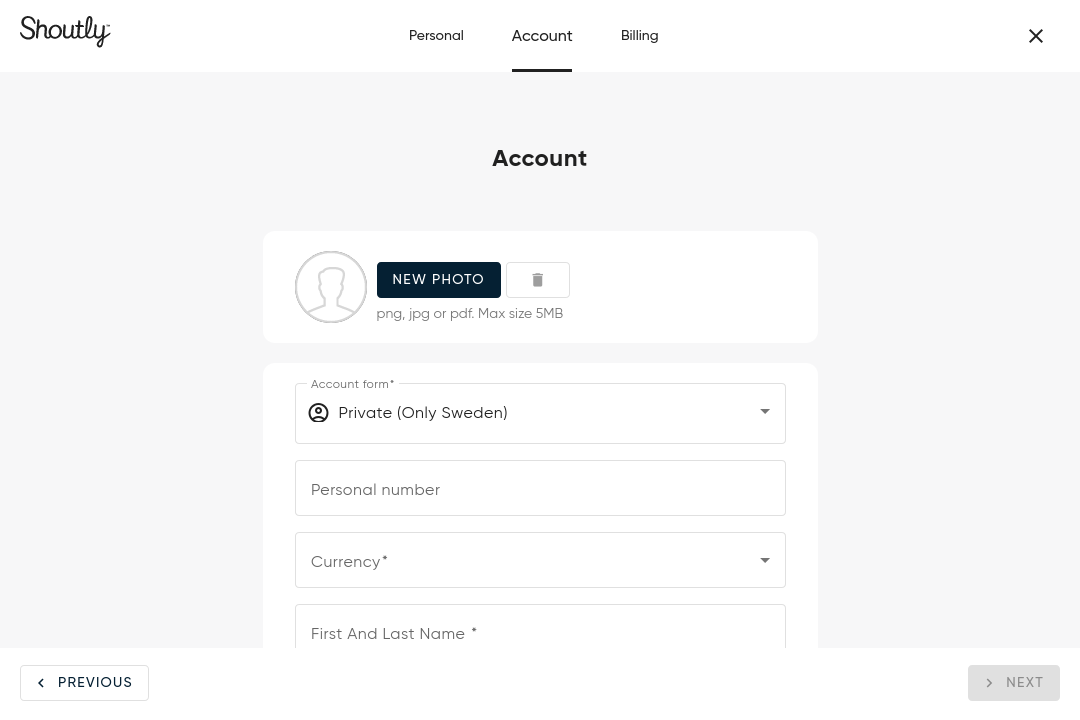 Shoutly™
Personal
Account
Billing
Account
NEW PHOTO
png, jpg or pdf. Max size 5MB
Account form*
Private (Only Sweden)
Personal number
Currency*
First And Last Name *
PREVIOUS
NEXT